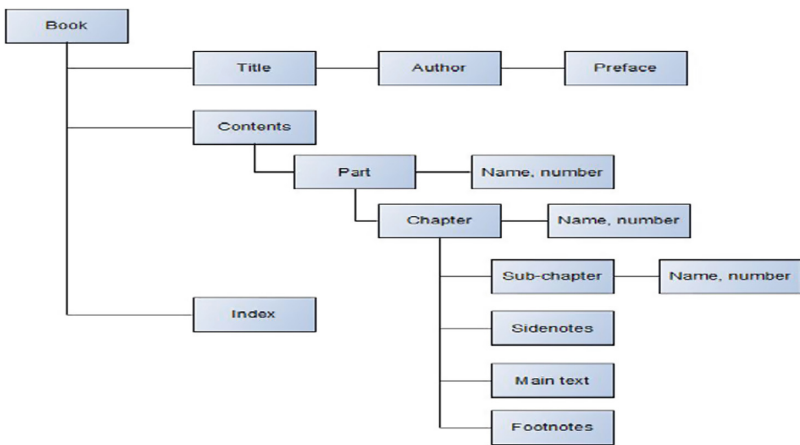 Book
Title
Author
Preface
Contents
Part
Name, number
Chapter
Name, number
Sub-chapter
Name, number
Index
Sidenotes
Main text
Footnotes